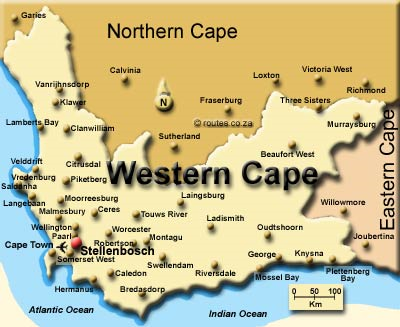 Garies
Northern Cape
Calvinia
Loxton
Victoria West
Vanrijhnsdorp
Richmond
N
Klawer
Fraserburg
Three Sisters
© routes.co.za
Lamberts Bay
Clanwilliam
Murraysburg
Sutherland
Eastern Cape
Beaufort West
Velddrift
Citrusdal
Western Cape
Vredenburg
Piketberg
Saldanha
Langebaan
Moorreesburg
Laingsburg
Willowmore
Malmesbury
Ceres
Touws River
Ladismith
Wellington
Worcester
Oudtshoorn
Paarl
Robertson
Montagu
Joubertina
Cape Town
Stellenbosch
George
Knysna
Somerset West
Swellendam
Plettenberg
Bay
Caledon
Riversdale
Mossel Bay
Hermanus
Bredasdorp
0 50 100
Km
Atlantic Ocean
Indian Ocean